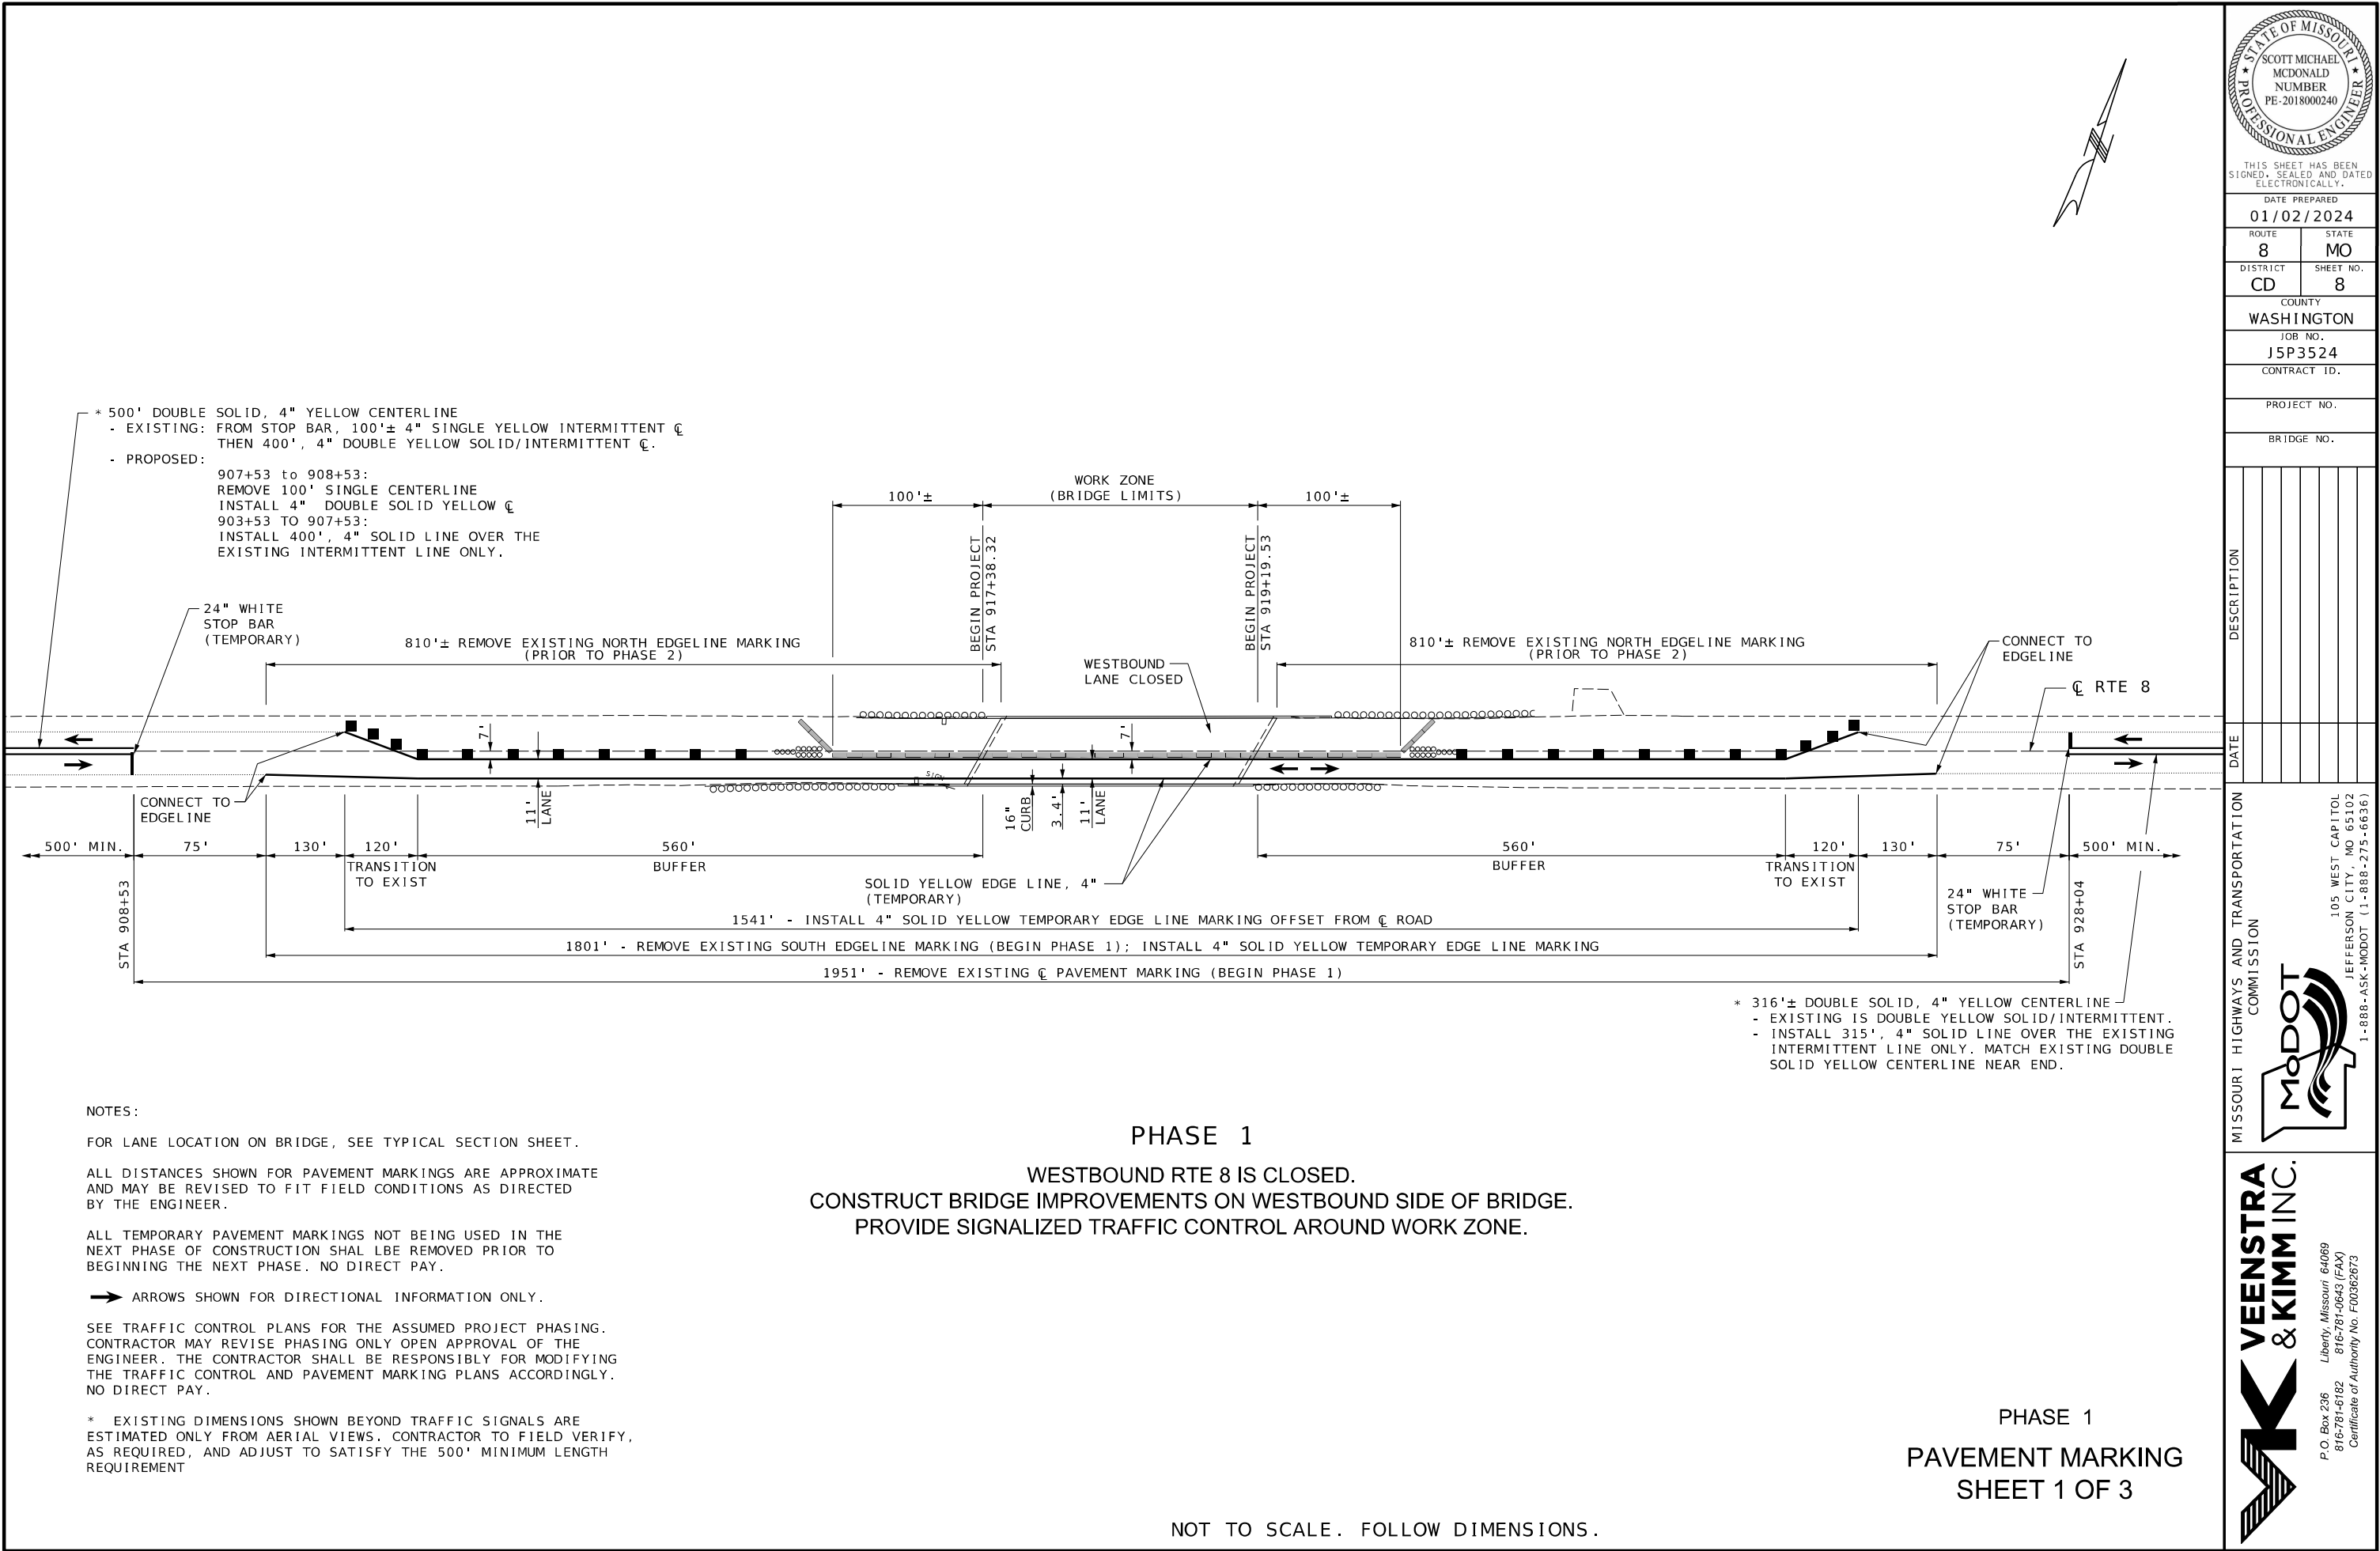 * 500' DOUBLE SOLID, 4" YELLOW CENTERLINE
- EXISTING: FROM STOP BAR, 100'± 4" SINGLE YELLOW INTERMITTENT ℄
THEN 400', 4" DOUBLE YELLOW SOLID/INTERMITTENT ℄.
- PROPOSED:
907+53 to 908+53:
REMOVE 100' SINGLE CENTERLINE
INSTALL 4" DOUBLE SOLID YELLOW ℄
903+53 TO 907+53:
INSTALL 400', 4" SOLID LINE OVER THE
EXISTING INTERMITTENT LINE ONLY.
100'±
WORK ZONE
(BRIDGE LIMITS)
100'±
BEGIN PROJECT
STA 917+38.32
BEGIN PROJECT
STA 919+19.53
24" WHITE
STOP BAR
(TEMPORARY)
810'± REMOVE EXISTING NORTH EDGELINE MARKING
(PRIOR TO PHASE 2)
WESTBOUND
LANE CLOSED
810'± REMOVE EXISTING NORTH EDGELINE MARKING
(PRIOR TO PHASE 2)
CONNECT TO
EDGELINE
℄ RTE 8
7'
7'
SIGN
CONNECT TO
EDGELINE
11'
LANE
16"
CURB
3.4'
11'
LANE
500' MIN.
75'
130'
120'
TRANSITION
TO EXIST
560'
BUFFER
560'
BUFFER
120'
TRANSITION
TO EXIST
130'
75'
500' MIN.
STA 908+53
SOLID YELLOW EDGE LINE, 4"
(TEMPORARY)
24" WHITE
STOP BAR
(TEMPORARY)
STA 928+04
1541' - INSTALL 4" SOLID YELLOW TEMPORARY EDGE LINE MARKING OFFSET FROM ℄ ROAD
1801' - REMOVE EXISTING SOUTH EDGELINE MARKING (BEGIN PHASE 1); INSTALL 4" SOLID YELLOW TEMPORARY EDGE LINE MARKING
1951' - REMOVE EXISTING ℄ PAVEMENT MARKING (BEGIN PHASE 1)
* 316'± DOUBLE SOLID, 4" YELLOW CENTERLINE
- EXISTING IS DOUBLE YELLOW SOLID/INTERMITTENT.
- INSTALL 315', 4" SOLID LINE OVER THE EXISTING
INTERMITTENT LINE ONLY. MATCH EXISTING DOUBLE
SOLID YELLOW CENTERLINE NEAR END.
NOTES:
FOR LANE LOCATION ON BRIDGE, SEE TYPICAL SECTION SHEET.
ALL DISTANCES SHOWN FOR PAVEMENT MARKINGS ARE APPROXIMATE
AND MAY BE REVISED TO FIT FIELD CONDITIONS AS DIRECTED
BY THE ENGINEER.
ALL TEMPORARY PAVEMENT MARKINGS NOT BEING USED IN THE
NEXT PHASE OF CONSTRUCTION SHAL LBE REMOVED PRIOR TO
BEGINNING THE NEXT PHASE. NO DIRECT PAY.
ARROWS SHOWN FOR DIRECTIONAL INFORMATION ONLY.
SEE TRAFFIC CONTROL PLANS FOR THE ASSUMED PROJECT PHASING.
CONTRACTOR MAY REVISE PHASING ONLY OPEN APPROVAL OF THE
ENGINEER. THE CONTRACTOR SHALL BE RESPONSIBLY FOR MODIFYING
THE TRAFFIC CONTROL AND PAVEMENT MARKING PLANS ACCORDINGLY.
NO DIRECT PAY.
* EXISTING DIMENSIONS SHOWN BEYOND TRAFFIC SIGNALS ARE
ESTIMATED ONLY FROM AERIAL VIEWS. CONTRACTOR TO FIELD VERIFY,
AS REQUIRED, AND ADJUST TO SATISFY THE 500' MINIMUM LENGTH
REQUIREMENT
PHASE 1
WESTBOUND RTE 8 IS CLOSED.
CONSTRUCT BRIDGE IMPROVEMENTS ON WESTBOUND SIDE OF BRIDGE.
PROVIDE SIGNALIZED TRAFFIC CONTROL AROUND WORK ZONE.
PHASE 1
PAVEMENT MARKING
SHEET 1 OF 3
NOT TO SCALE. FOLLOW DIMENSIONS.
STATE OF MISSOURI
SCOTT MICHAEL
MCDONALD
NUMBER
PE-2018000240
PROFESSIONAL ENGINEER
THIS SHEET HAS BEEN
SIGNED, SEALED AND DATED
ELECTRONICALLY.
DATE PREPARED
01/02/2024
ROUTE
8
STATE
MO
DISTRICT
CD
SHEET NO.
8
COUNTY
WASHINGTON
JOB NO.
J5P3524
CONTRACT ID.
PROJECT NO.
BRIDGE NO.
DESCRIPTION
DATE
MISSOURI HIGHWAYS AND TRANSPORTATION
COMMISSION
MoDOT
105 WEST CAPITOL
JEFFERSON CITY, MO 65102
1-888-ASK-MODOT (1-888-275-6636)
VK
VEENSTRA
& KIMM INC.
P.O. Box 236 Liberty, Missouri 64069
816-781-6182 816-781-0643 (FAX)
Certificate of Authority No. F00362673